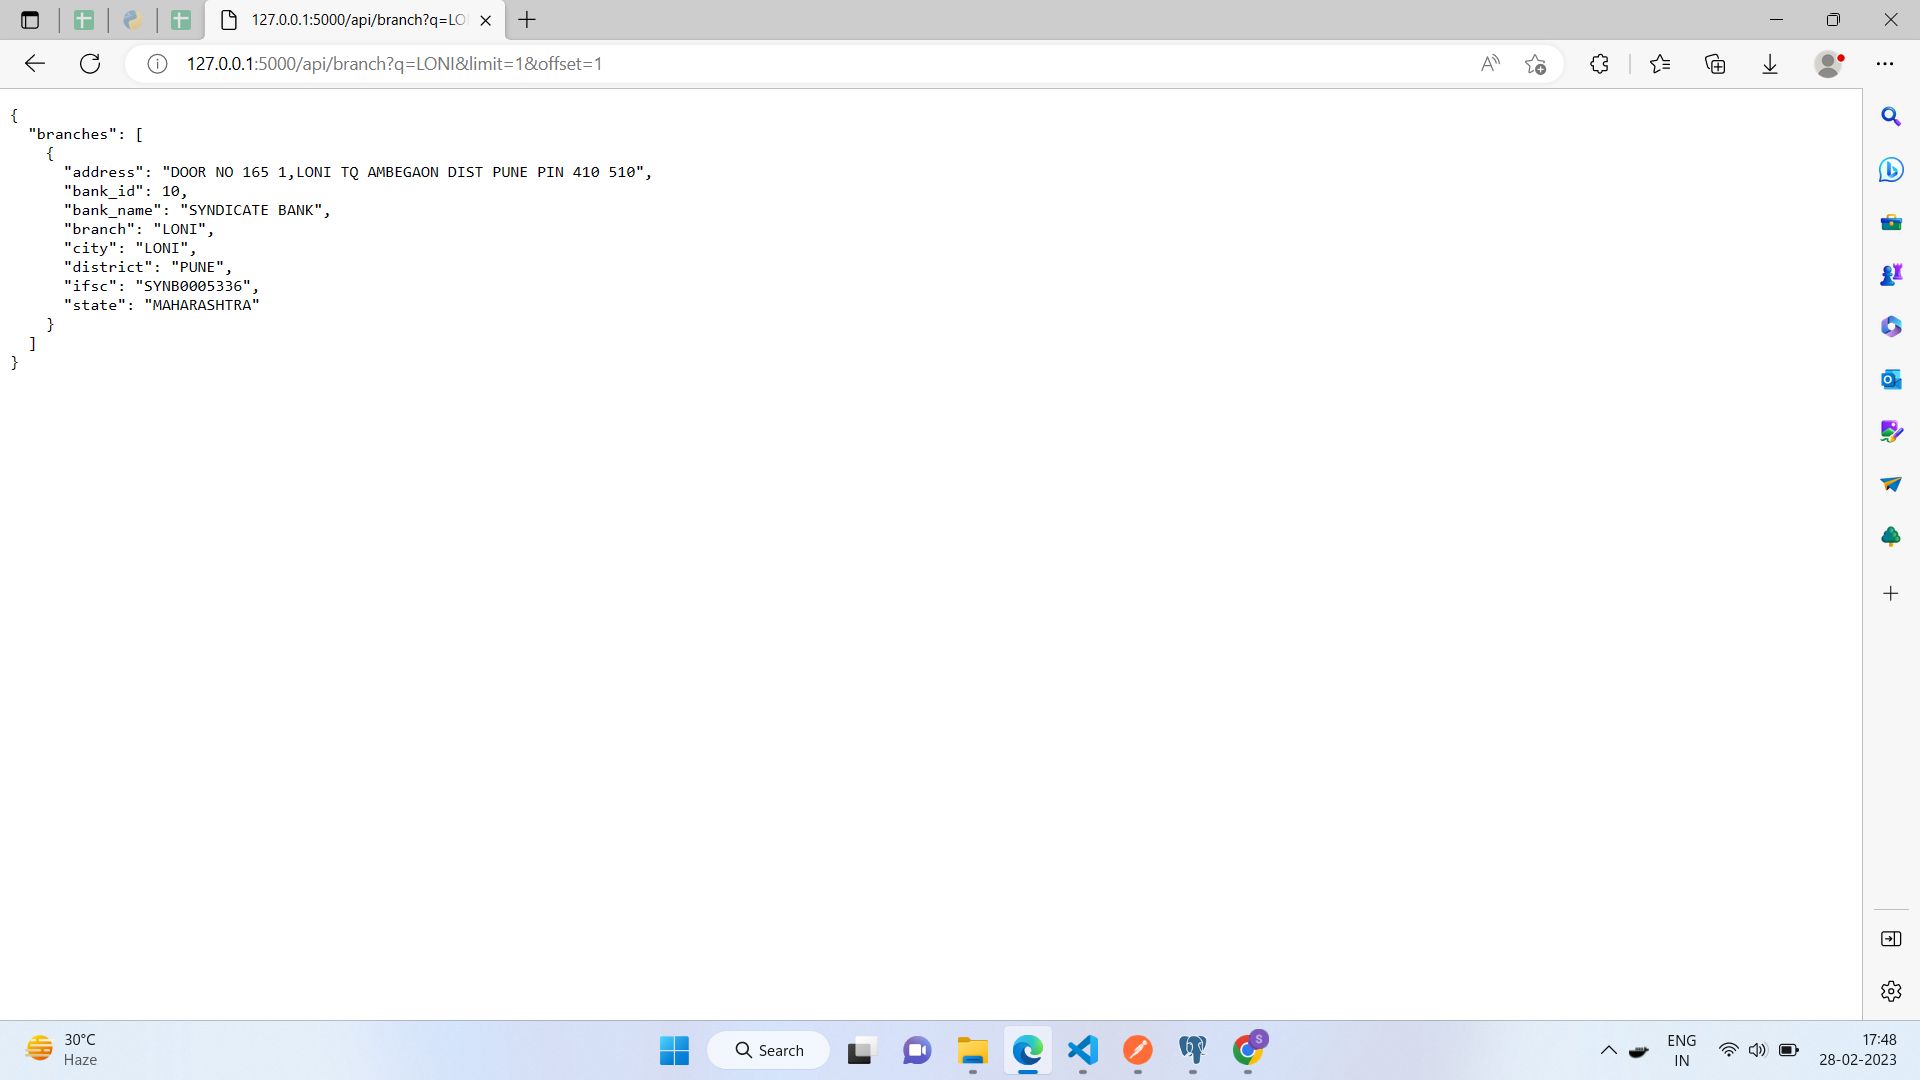 127.0.0.1:5000/api/branch?q=LO
127.0.0.1:5000/api/branch?q=LONI&limit=1&offset=1
{
  "branches": [
    {
      "address": "DOOR NO 165 1,LONI TQ AMBEGAON DIST PUNE PIN 410 510",
      "bank_id": 10,
      "bank_name": "SYNDICATE BANK",
      "branch": "LONI",
      "city": "LONI",
      "district": "PUNE",
      "ifsc": "SYNB0005336",
      "state": "MAHARASHTRA"
    }
  ]
}
30°C
Haze
Search
S
ENG
IN
17:48
28-02-2023